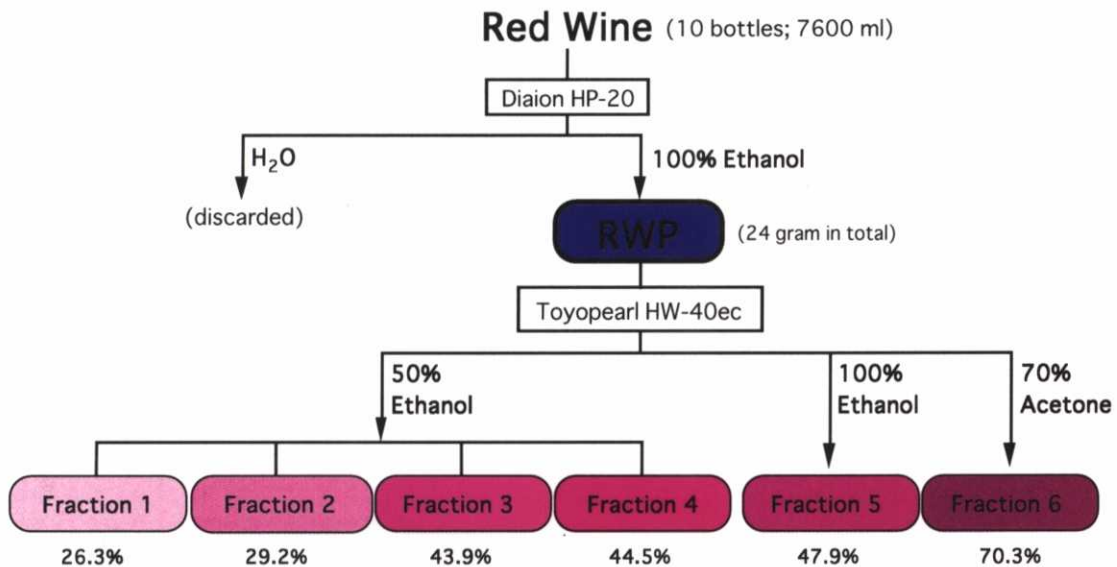 Red Wine (10 bottles; 7600 ml)
Diaion HP-20
H₂O
100% Ethanol
(discarded)
RWP (24 gram in total)
Toyopearl HW-40ec
50%
Ethanol
100%
Ethanol
70%
Acetone
Fraction 1 Fraction 2 Fraction 3 Fraction 4 Fraction 5 Fraction 6
26.3% 29.2% 43.9% 44.5% 47.9% 70.3%